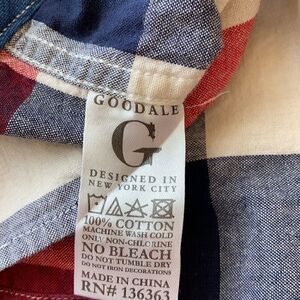 GOODALE
G
DESIGNED IN
NEW YORK CITY
100% COTTON
MACHINE WASH COLD
ONLY NON-CHLORINE
NO BLEACH
DO NOT TUMBLE DRY
DO NOT IRON DECORATIONS
MADE IN CHINA
RN# 136363